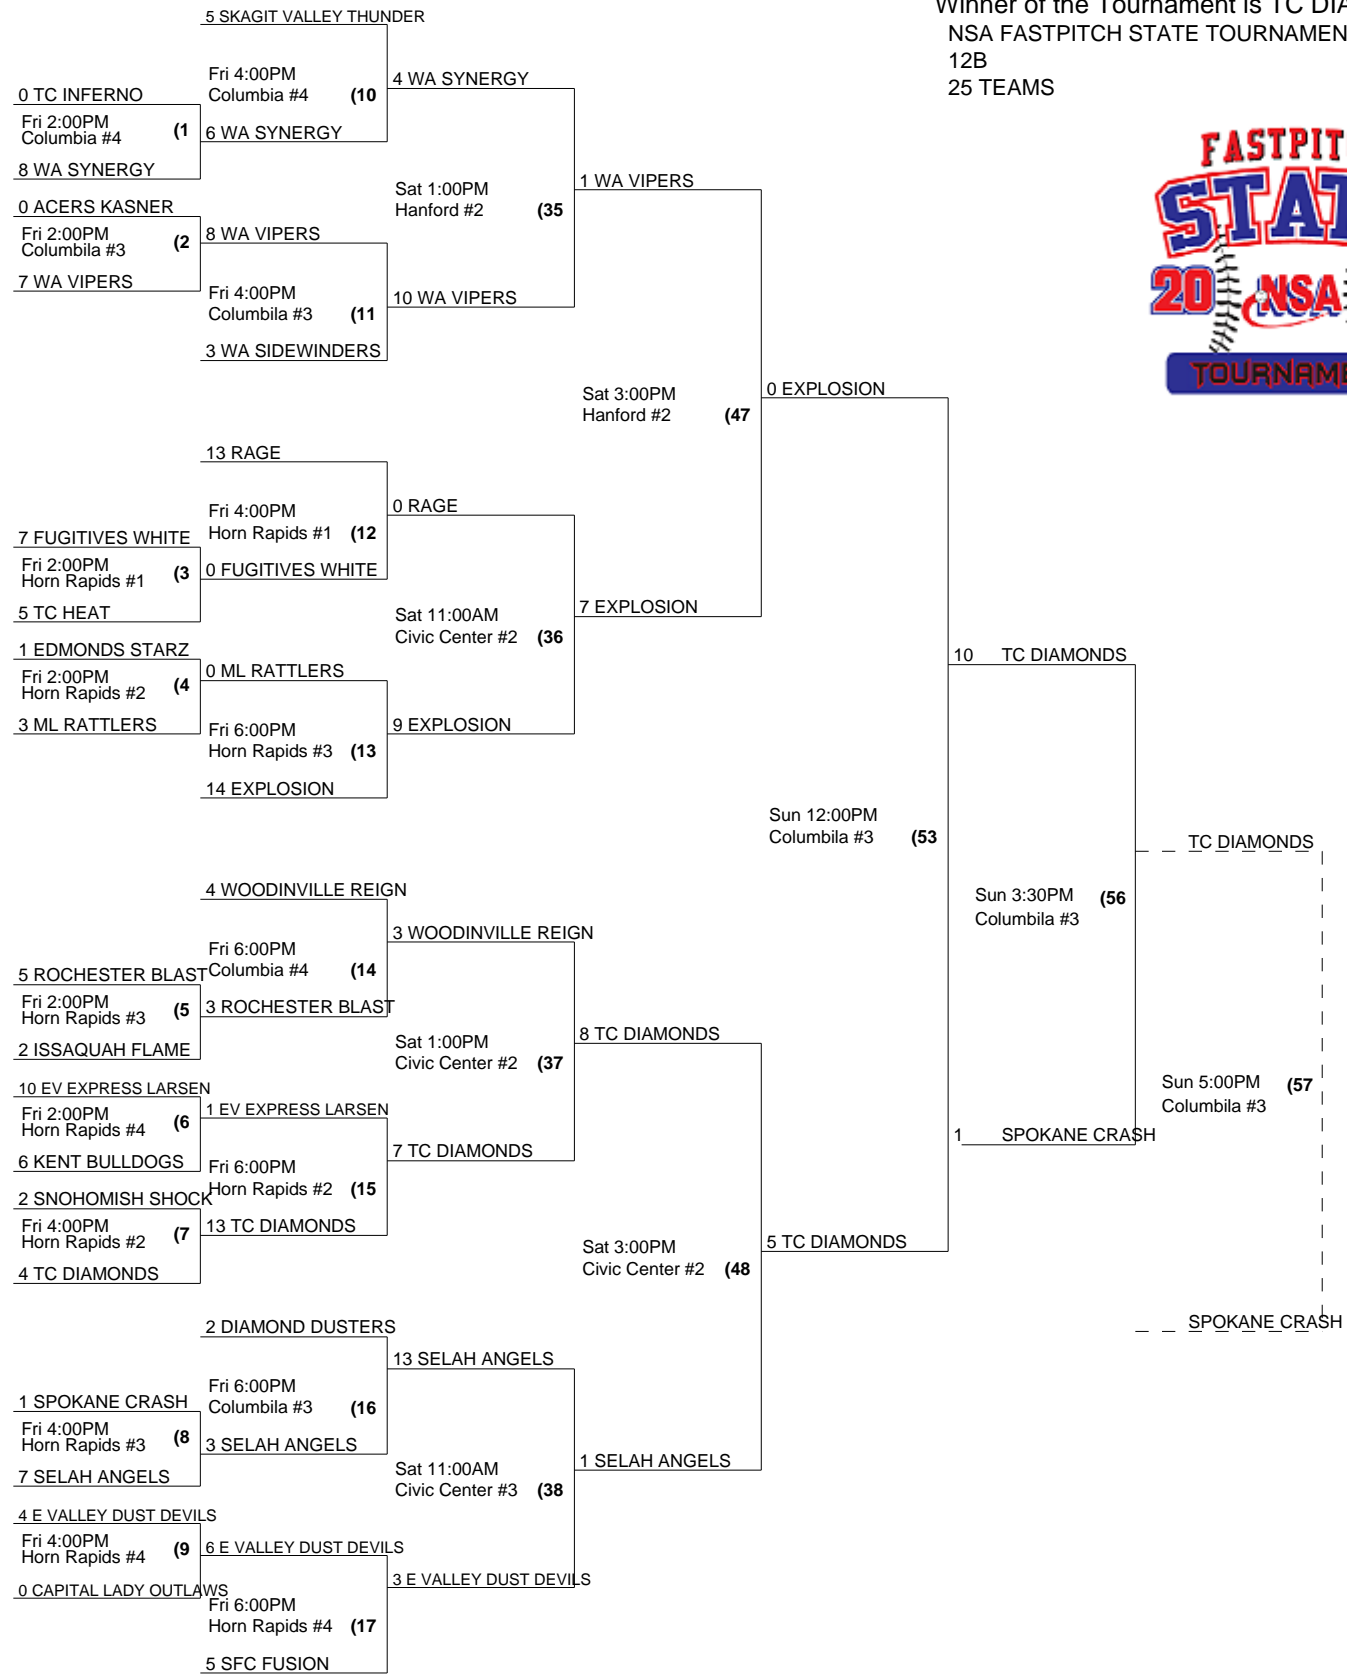 Winner of the Tournament is TC DIA
NSA FASTPITCH STATE TOURNAMEN
12B
25 TEAMS
FASTPIT
STAT
20 NSA
TOURNAME
5 SKAGIT VALLEY THUNDER
Fri 4:00PM
Columbia #4 (10
4 WA SYNERGY
0 TC INFERNO
Fri 2:00PM
Columbia #4 (1
6 WA SYNERGY
8 WA SYNERGY
Sat 1:00PM
Hanford #2 (35
1 WA VIPERS
0 ACERS KASNER
Fri 2:00PM
Columbila #3 (2
8 WA VIPERS
7 WA VIPERS
Fri 4:00PM
Columbila #3 (11
10 WA VIPERS
3 WA SIDEWINDERS
Sat 3:00PM
Hanford #2 (47
0 EXPLOSION
13 RAGE
Fri 4:00PM
Horn Rapids #1 (12
0 RAGE
7 FUGITIVES WHITE
Fri 2:00PM
Horn Rapids #1 (3
0 FUGITIVES WHITE
5 TC HEAT
Sat 11:00AM
Civic Center #2 (36
7 EXPLOSION
1 EDMONDS STARZ
Fri 2:00PM
Horn Rapids #2 (4
0 ML RATTLERS
3 ML RATTLERS
Fri 6:00PM
Horn Rapids #3 (13
9 EXPLOSION
14 EXPLOSION
10 TC DIAMONDS
Sun 12:00PM
Columbila #3 (53
TC DIAMONDS
Sun 3:30PM
Columbila #3 (56
4 WOODINVILLE REIGN
Fri 6:00PM
Columbia #4 (14
3 WOODINVILLE REIGN
5 ROCHESTER BLAST
Fri 2:00PM
Horn Rapids #3 (5
3 ROCHESTER BLAST
2 ISSAQUAH FLAME
Sat 1:00PM
Civic Center #2 (37
8 TC DIAMONDS
10 EV EXPRESS LARSEN
Fri 2:00PM
Horn Rapids #4 (6
1 EV EXPRESS LARSEN
6 KENT BULLDOGS
Fri 6:00PM
Horn Rapids #2 (15
7 TC DIAMONDS
2 SNOHOMISH SHOCK
Fri 4:00PM
Horn Rapids #2 (7
13 TC DIAMONDS
4 TC DIAMONDS
Sun 5:00PM
Columbila #3 (57
1 SPOKANE CRASH
Sat 3:00PM
Civic Center #2 (48
5 TC DIAMONDS
SPOKANE CRASH
2 DIAMOND DUSTERS
Fri 6:00PM
Columbila #3 (16
13 SELAH ANGELS
1 SPOKANE CRASH
Fri 4:00PM
Horn Rapids #3 (8
3 SELAH ANGELS
7 SELAH ANGELS
Sat 11:00AM
Civic Center #3 (38
1 SELAH ANGELS
4 E VALLEY DUST DEVILS
Fri 4:00PM
Horn Rapids #4 (9
6 E VALLEY DUST DEVILS
0 CAPITAL LADY OUTLAWS
3 E VALLEY DUST DEVILS
Fri 6:00PM
Horn Rapids #4 (17
5 SFC FUSION